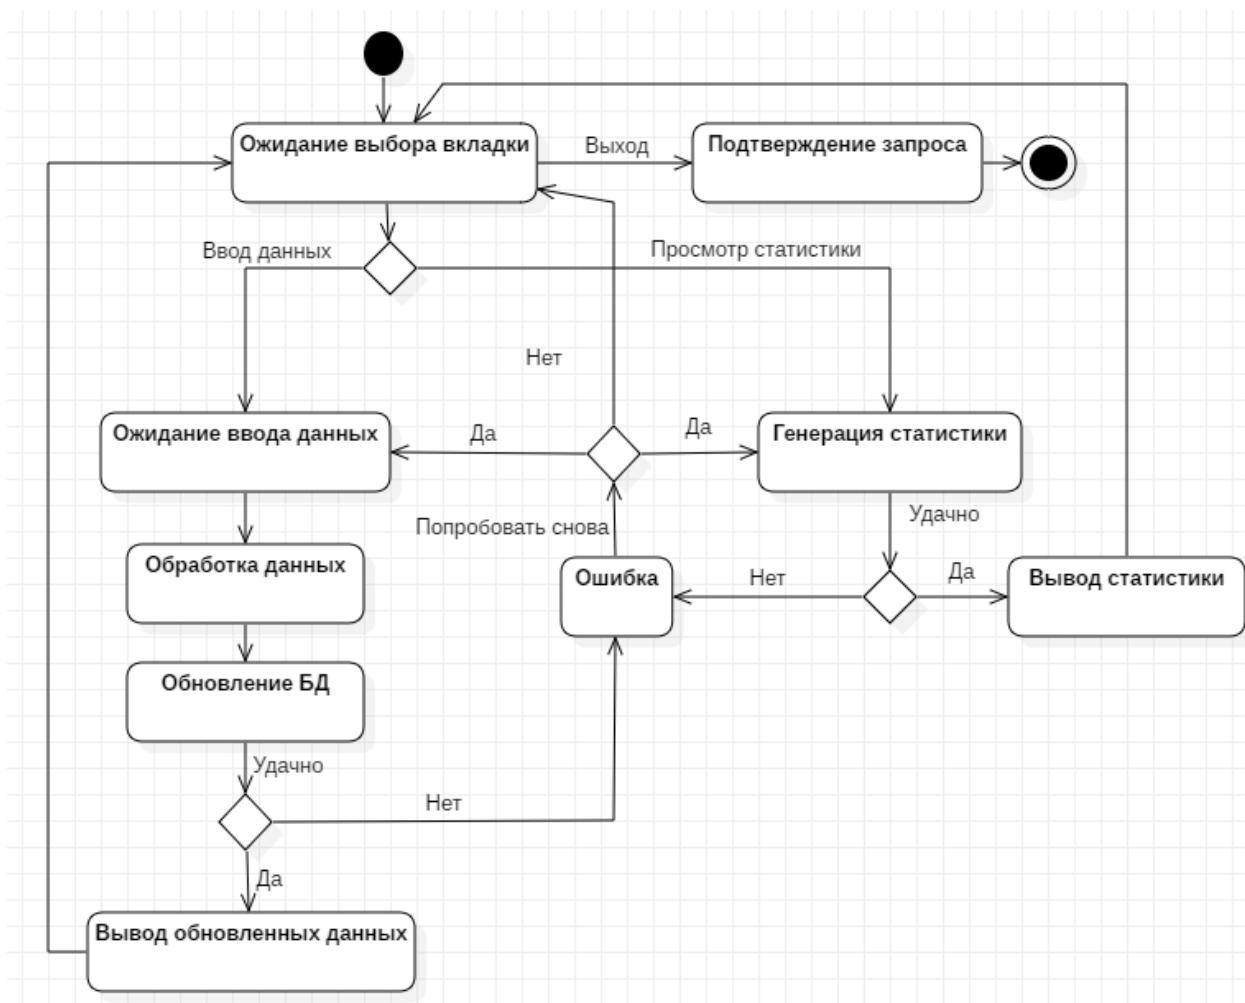 Ожидание выбора вкладки
Выход
Подтверждение запроса
Ввод данных
Просмотр статистики
Нет
Ожидание ввода данных
Да
Да
Генерация статистики
Удачно
Попробовать снова
Обработка данных
Ошибка
Нет
Да
Вывод статистики
Обновление БД
Удачно
Нет
Да
Вывод обновленных данных